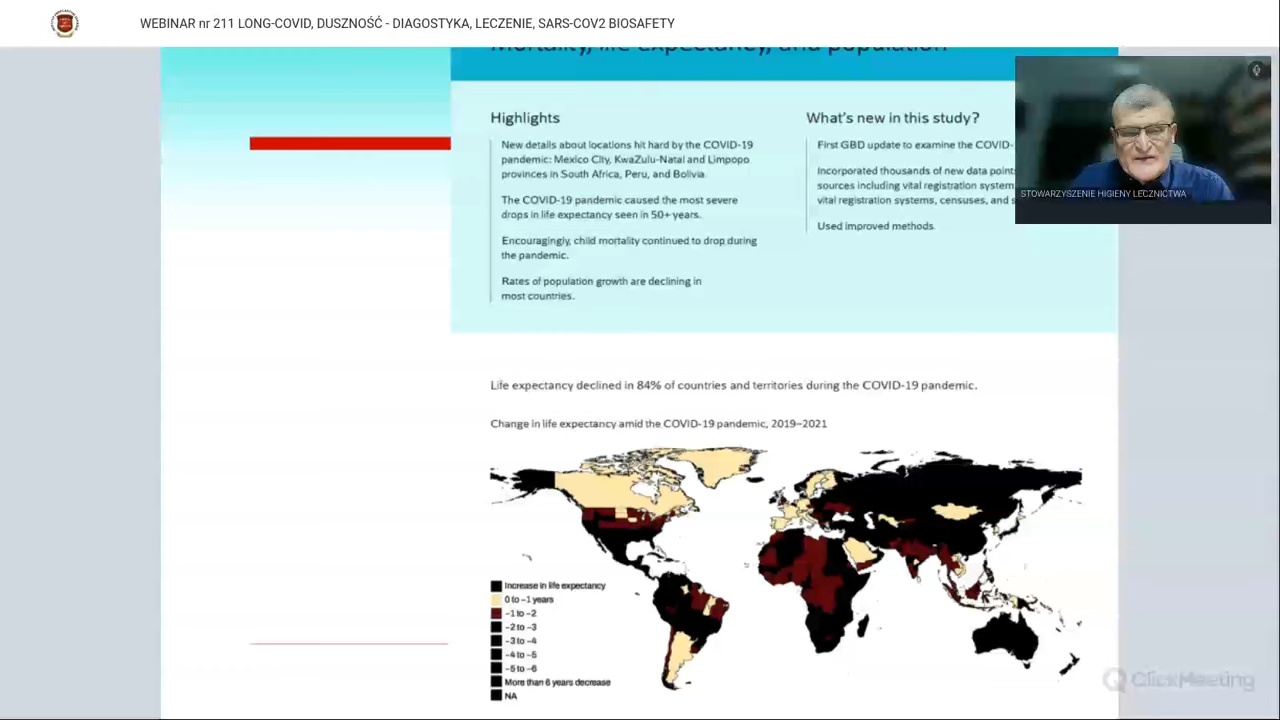 WEBINAR nr 211 LONG-COVID, DUSZNOŚĆ - DIAGOSTYKA, LECZENIE, SARS-COV2 BIOSAFETY
Mortality, life expectancy, and population
Highlights
New details about locations hit hard by the COVID-19
pandemic: Mexico City, KwaZulu-Natal and Limpopo
provinces in South Africa, Peru, and Bolivia.
The COVID-19 pandemic caused the most severe
drops in life expectancy seen in 50+ years.
Encouragingly, child mortality continued to drop during
the pandemic.
Rates of population growth are declining in
most countries.
What's new in this study?
First GBD update to examine the COVID-
Incorporated thousands of new data points
sources including vital registration system
vital registration systems, censuses, and s
Used improved methods.
STOWARZYSZENIE HIGIENY LECZNICTWA
Life expectancy declined in 84% of countries and territories during the COVID-19 pandemic.
Change in life expectancy amid the COVID-19 pandemic, 2019–2021
Increase in life expectancy
0 to −1 years
−1 to −2
−2 to −3
−3 to −4
−4 to −5
−5 to −6
More than 6 years decrease
NA
ClickMeeting